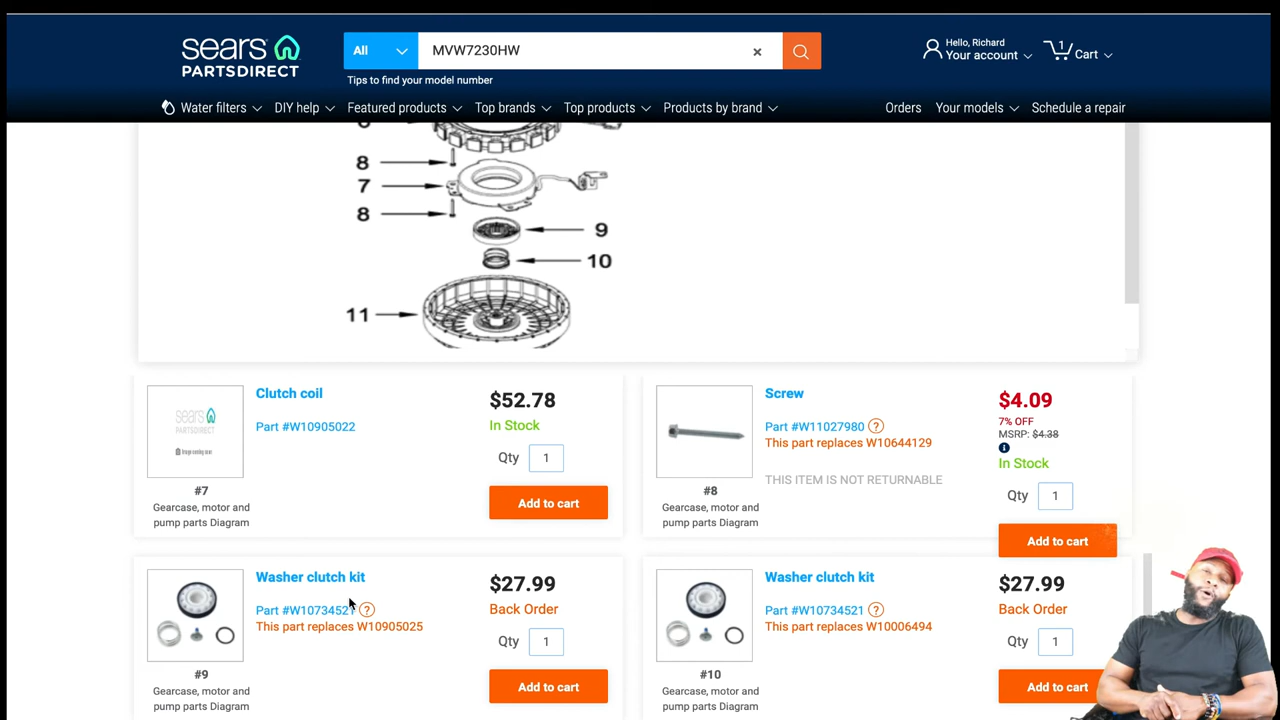 sears
PARTSDIRECT
All
MVW7230HW
Tips to find your model number
Hello, Richard
Your account
1
Cart
Water filters
DIY help
Featured products
Top brands
Top products
Products by brand
Orders
Your models
Schedule a repair
8
7
8
9
10
11
sears
PARTSDIRECT
Clutch coil
Part #W10905022
$52.78
In Stock
Qty 1
Add to cart
#7
Gearcase, motor and
pump parts Diagram
Screw
Part #W11027980 ?
This part replaces W10644129
THIS ITEM IS NOT RETURNABLE
$4.09
7% OFF
MSRP: $4.38
i
In Stock
Qty 1
Add to cart
#8
Gearcase, motor and
pump parts Diagram
Washer clutch kit
Part #W10734521 ?
This part replaces W10905025
$27.99
Back Order
Qty 1
Add to cart
#9
Gearcase, motor and
pump parts Diagram
Washer clutch kit
Part #W10734521 ?
This part replaces W10006494
$27.99
Back Order
Qty 1
Add to cart
#10
Gearcase, motor and
pump parts Diagram